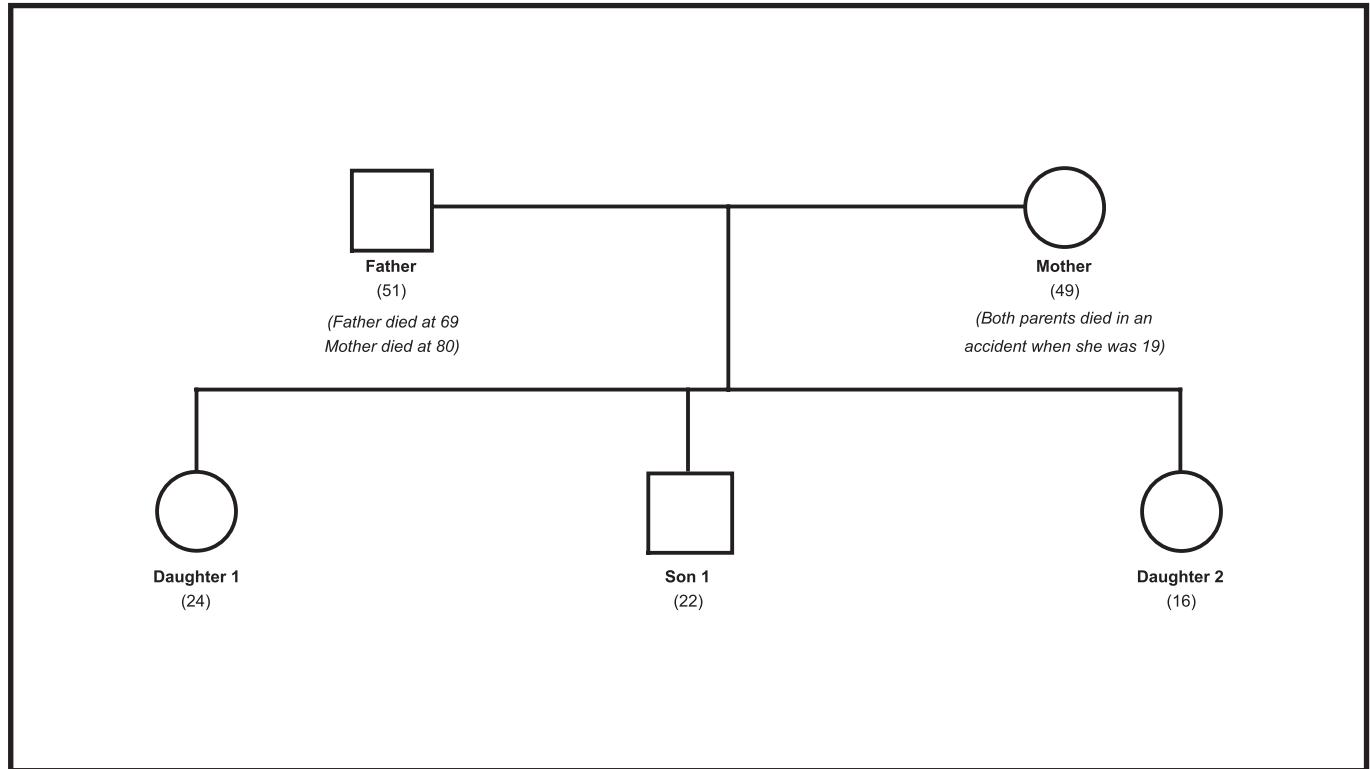 Father
(51)
(Father died at 69
Mother died at 80)
Mother
(49)
(Both parents died in an
accident when she was 19)
Daughter 1
(24)
Son 1
(22)
Daughter 2
(16)